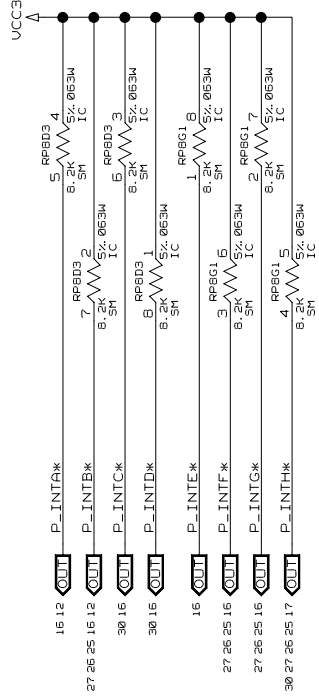 VCC3
RP8D3
5 4
8.2K 5% .063W
SM IC
RP8D3
7 2
8.2K 5% .063W
SM IC
RP8D3
6 3
8.2K 5% .063W
SM IC
RP8D3
8 1
8.2K 5% .063W
SM IC
RP8G1
1 8
8.2K 5% .063W
SM IC
RP8G1
3 6
8.2K 5% .063W
SM IC
RP8G1
2 7
8.2K 5% .063W
SM IC
RP8G1
4 5
8.2K 5% .063W
SM IC
16 12 OUT P_INTA*
27 26 25 16 12 OUT P_INTB*
30 16 OUT P_INTC*
30 16 OUT P_INTD*
16 OUT P_INTE*
27 26 25 16 OUT P_INTF*
27 26 25 16 OUT P_INTG*
30 27 26 25 17 OUT P_INTH*